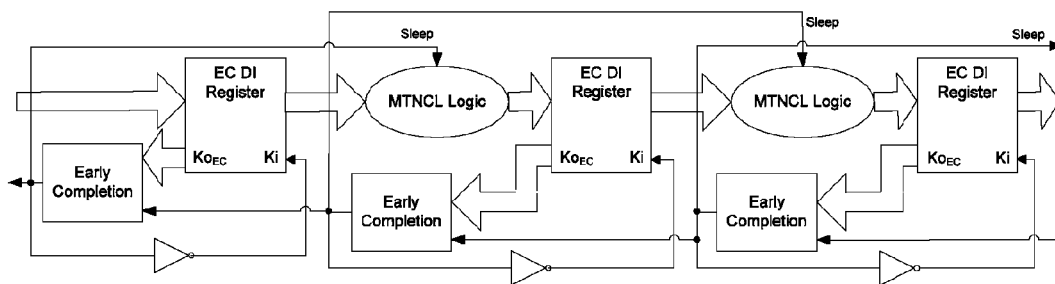 Sleep
Sleep
Sleep
EC DI
Register
Ko_EC Ki
MTNCL Logic
EC DI
Register
Ko_EC Ki
MTNCL Logic
EC DI
Register
Ko_EC Ki
Early
Completion
Early
Completion
Early
Completion